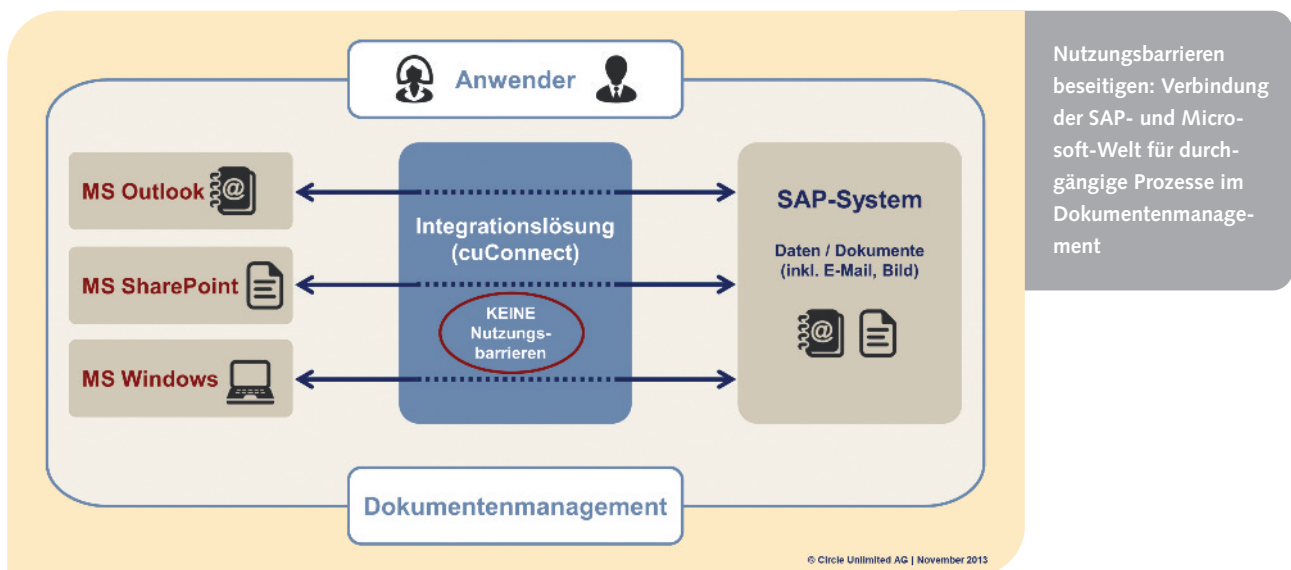 Anwender
MS Outlook
MS SharePoint
MS Windows
Integrationslösung
(cuConnect)
KEINE
Nutzungs-
barrieren
SAP-System
Daten / Dokumente
(inkl. E-Mail, Bild)
Dokumentenmanagement
© Circle Unlimited AG | November 2013
Nutzungsbarrieren
beseitigen: Verbindung
der SAP- und Micro-
soft-Welt für durch-
gängige Prozesse im
Dokumentenmanage-
ment